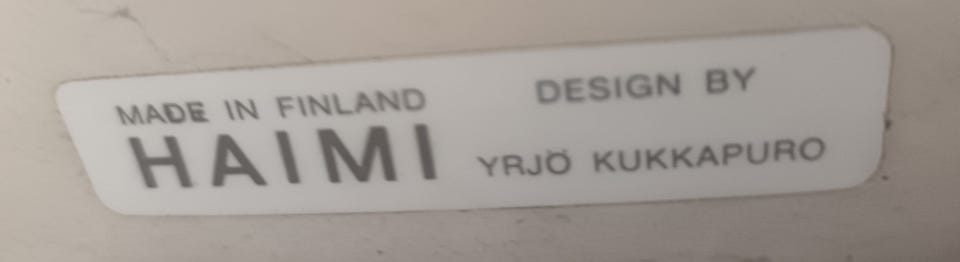 MADE IN FINLAND
HAIMI
DESIGN BY
YRJÖ KUKKAPURO